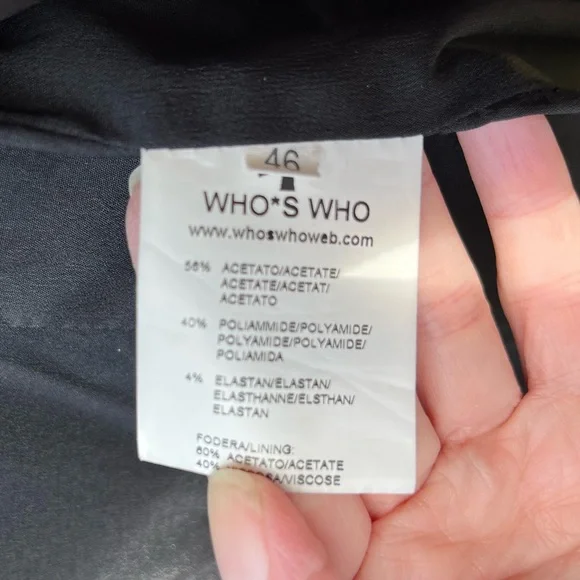 46
WHO*S WHO
www.whoswhoweb.com
56% ACETATO/ACETATE/
ACETATE/ACETAT/
ACETATO
40% POLIAMMIDE/POLYAMIDE/
POLYAMIDE/POLYAMIDE/
POLIAMIDA
4% ELASTAN/ELASTAN/
ELASTHANNE/ELSTHAN/
ELASTAN
FODERA/LINING:
60% ACETATO/ACETATE
40% /VISCOSE